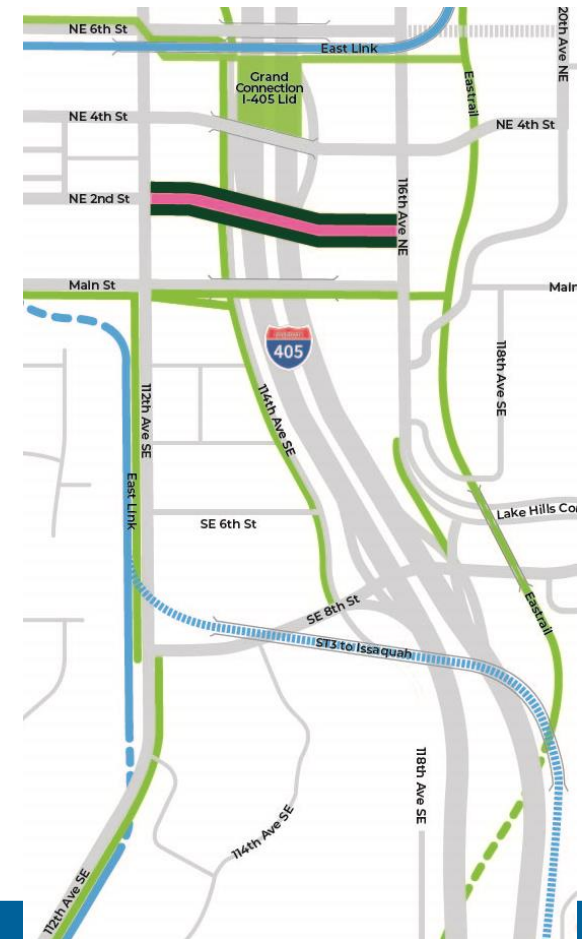 NE 6th St
East Link
20th Ave NE
Grand
Connection
I-405 Lid
Eastrail
NE 4th St
NE 4th St
NE 2nd St
116th Ave NE
Main St
Main
405
118th Ave SE
112th Ave SE
114th Ave SE
East Link
SE 6th St
Lake Hills Co
SE 8th St
Eastrail
ST3 to Issaquah
118th Ave SE
114th Ave SE
112th Ave SE